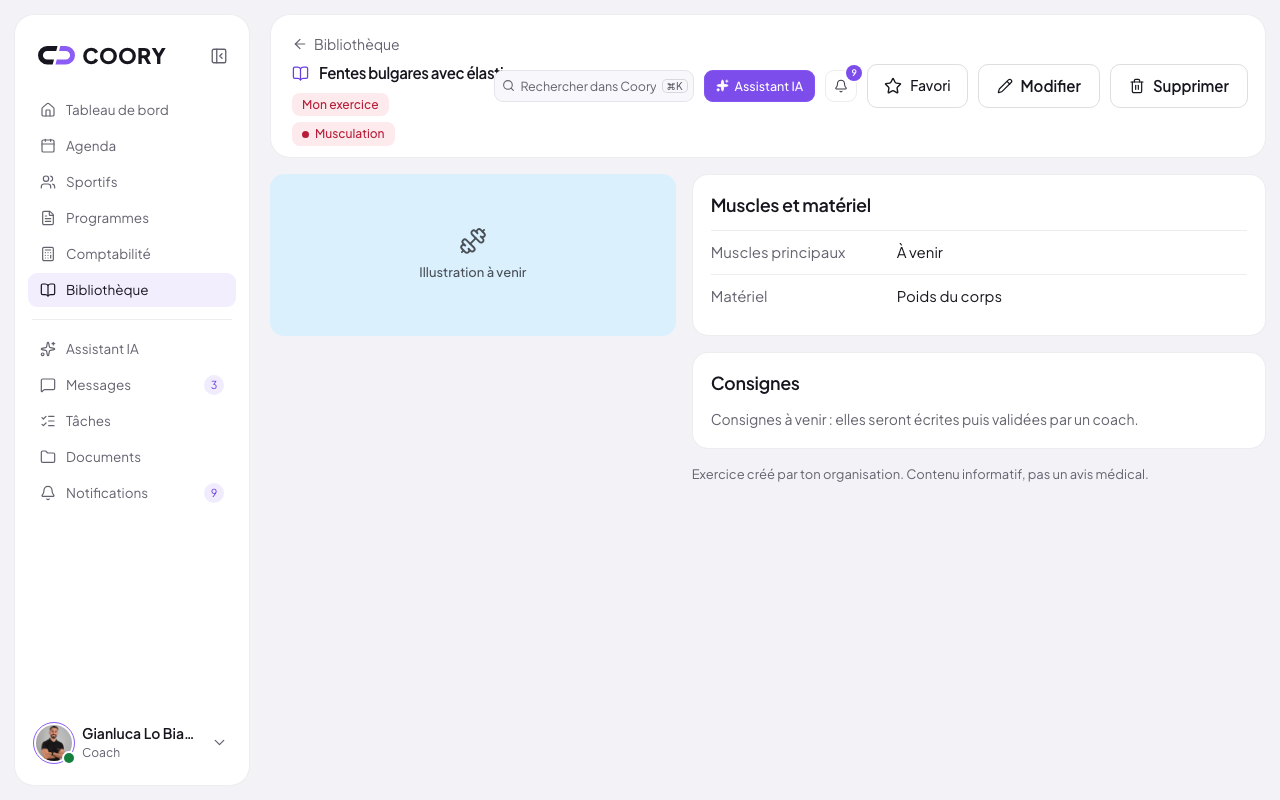 COORY
Tableau de bord
Agenda
Sportifs
Programmes
Comptabilité
Bibliothèque
Assistant IA
Messages 3
Tâches
Documents
Notifications 9
Gianluca Lo Bia…
Coach
Bibliothèque
Fentes bulgares avec élasti
Mon exercice
Musculation
Rechercher dans Coory ⌘K
Assistant IA
9
Favori
Modifier
Supprimer
Illustration à venir
Muscles et matériel
Muscles principaux À venir
Matériel Poids du corps
Consignes
Consignes à venir : elles seront écrites puis validées par un coach.
Exercice créé par ton organisation. Contenu informatif, pas un avis médical.